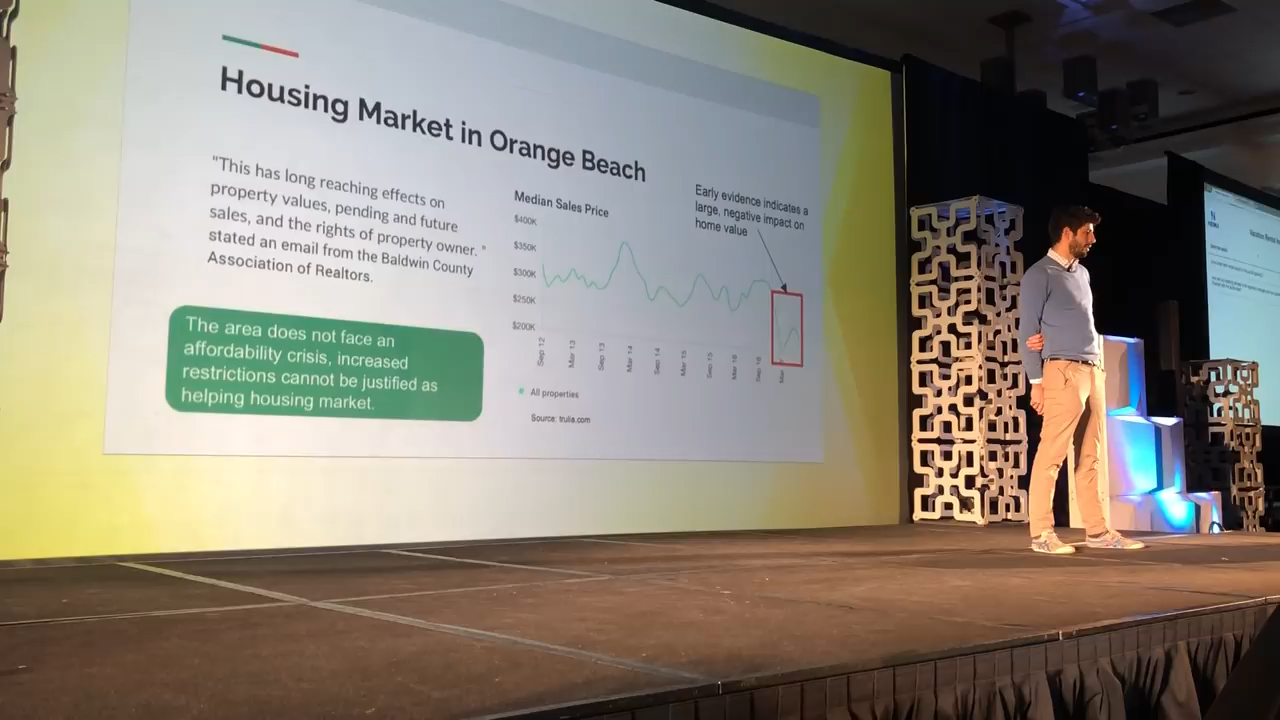 Housing Market in Orange Beach
"This has long reaching effects on
property values, pending and future
sales, and the rights of property owner. "
stated an email from the Baldwin County
Association of Realtors.
The area does not face an
affordability crisis, increased
restrictions cannot be justified as
helping housing market.
Median Sales Price
$400K
$350K
$300K
$250K
$200K
Sep 12
Mar 13
Sep 13
Mar 14
Sep 14
Mar 15
Sep 15
Mar 16
Sep 16
Mar
All properties
Source: trulia.com
Early evidence indicates a
large, negative impact on
home value
Vacation Rental